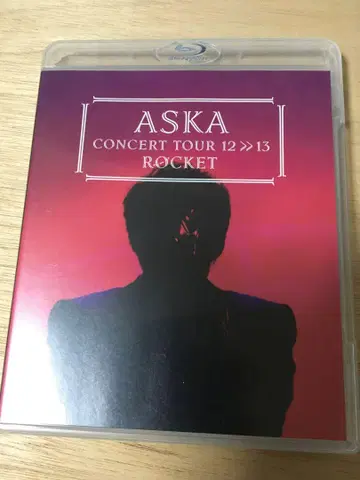 ASKA
CONCERT TOUR 12>>13
ROCKET